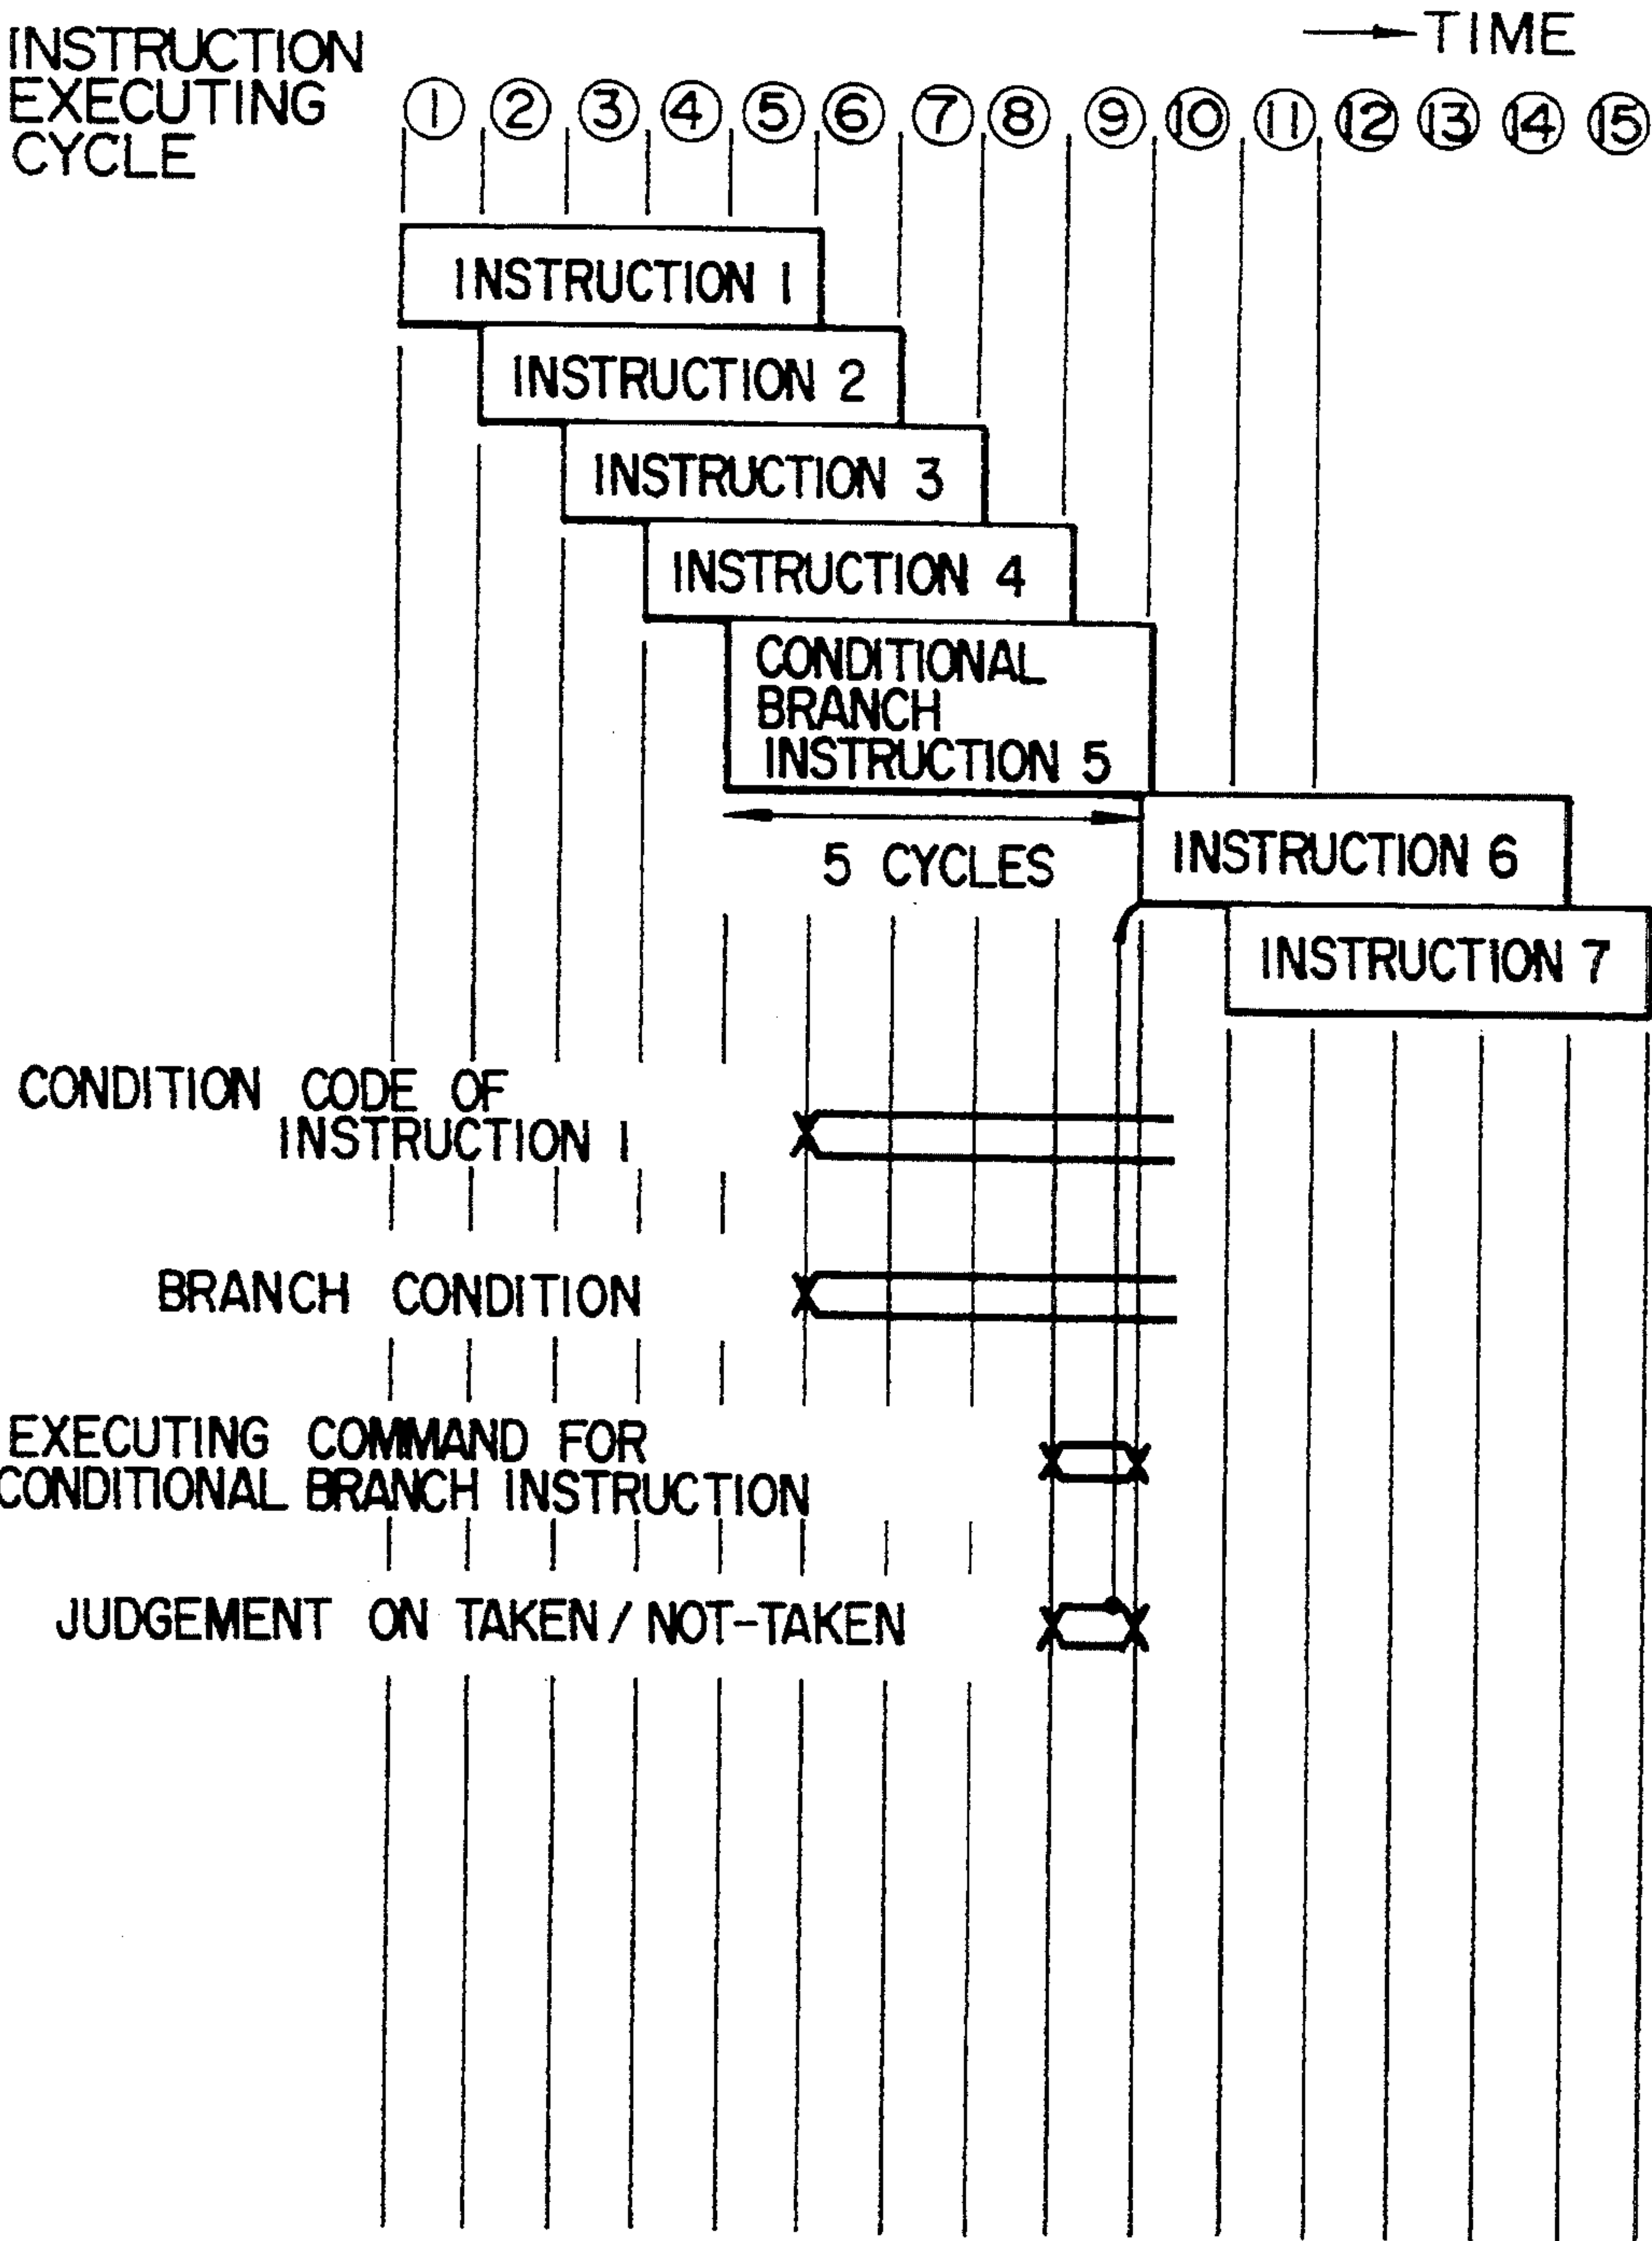 → TIME
INSTRUCTION
EXECUTING
CYCLE
① ② ③ ④ ⑤ ⑥ ⑦ ⑧ ⑨ ⑩ ⑪ ⑫ ⑬ ⑭ ⑮
INSTRUCTION 1
INSTRUCTION 2
INSTRUCTION 3
INSTRUCTION 4
CONDITIONAL
BRANCH
INSTRUCTION 5
5 CYCLES
INSTRUCTION 6
INSTRUCTION 7
CONDITION CODE OF
INSTRUCTION 1
BRANCH CONDITION
EXECUTING COMMAND FOR
CONDITIONAL BRANCH INSTRUCTION
JUDGEMENT ON TAKEN / NOT-TAKEN